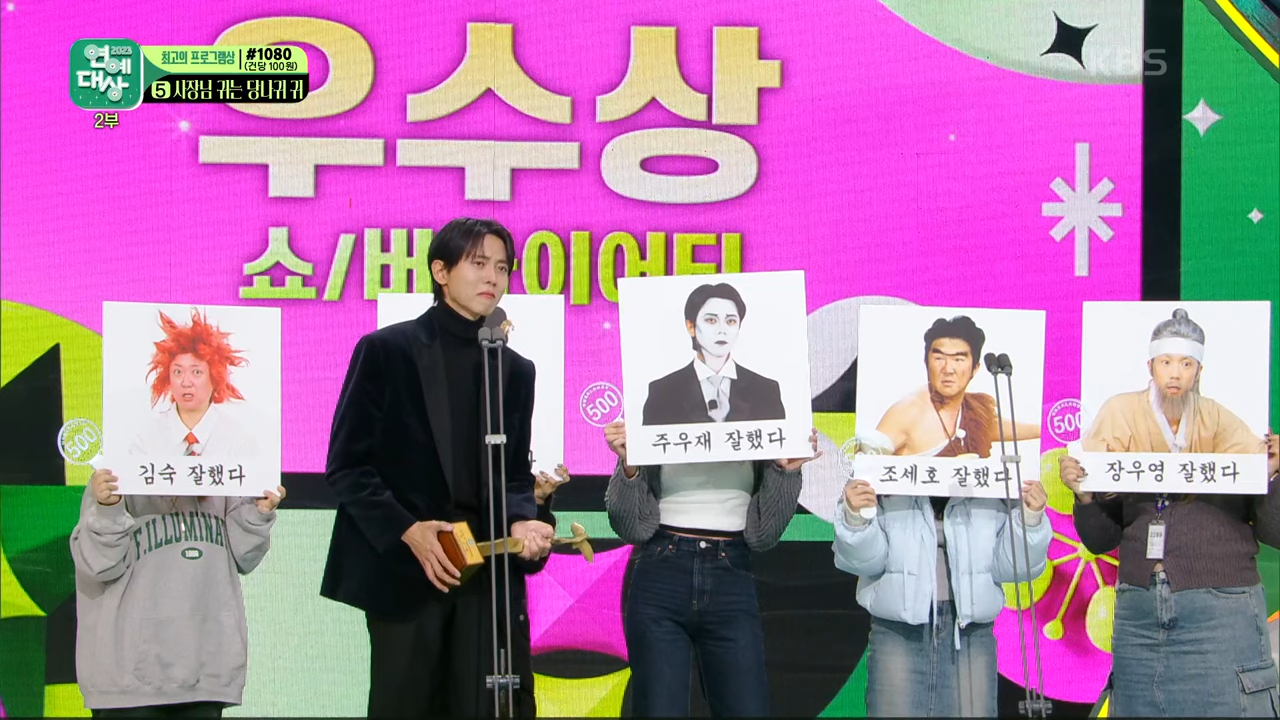 2023
연예
대상
2부
최고의 프로그램상
#1080
(건당 100원)
5 사장님 귀는 당나귀 귀
KBS
우수상
쇼/버라이어티
500
500
500
김숙 잘했다
주우재 잘했다
조세호 잘했다
장우영 잘했다
F.ILLUMINA